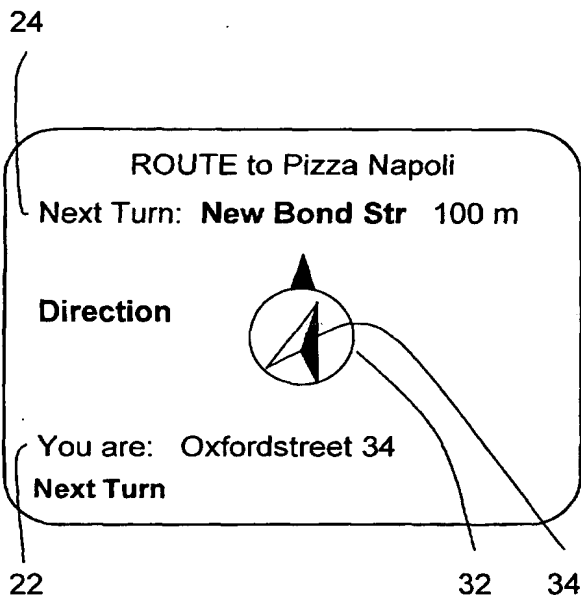 24
ROUTE to Pizza Napoli
Next Turn: New Bond Str 100 m
Direction
You are: Oxfordstreet 34
Next Turn
22 32 34